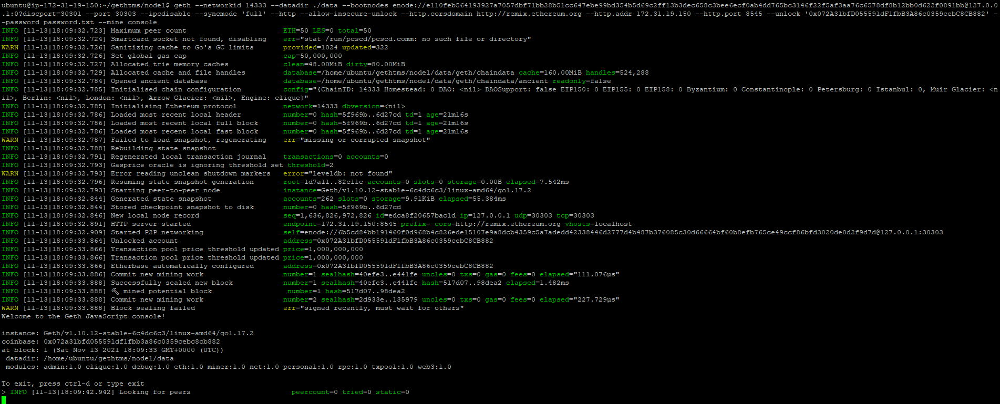 ubuntu@ip-172-31-19-150:~/gethtms/node1$ geth --networkid 14333 --datadir ./data --bootnodes enode://e110feb564193927a7057dbf71bb28b51cc647ebe99bd354b5d69c2ff13b3dec658c3bee6ecf0ab4dd765bc3146f22f5af3aa76c6578df8b12bb0d622f0891bb@127.0.0
.1:0?discport=30301 --port 30303 --ipcdisable --syncmode 'full' --http --allow-insecure-unlock --http.corsdomain http://remix.ethereum.org --http.addr 172.31.19.150 --http.port 8545 --unlock '0x072A31bfD055591dF1fbB3A86c0359cebC8CB882' -
-password password.txt --mine console
INFO [11-13|18:09:32.723] Maximum peer count                       ETH=50 LES=0 total=50
INFO [11-13|18:09:32.724] Smartcard socket not found, disabling    err="stat /run/pcscd/pcscd.comm: no such file or directory"
WARN [11-13|18:09:32.726] Sanitizing cache to Go's GC limits       provided=1024 updated=322
INFO [11-13|18:09:32.726] Set global gas cap                       cap=50,000,000
INFO [11-13|18:09:32.727] Allocated trie memory caches             clean=48.00MiB dirty=80.00MiB
INFO [11-13|18:09:32.729] Allocated cache and file handles         database=/home/ubuntu/gethtms/node1/data/geth/chaindata cache=160.00MiB handles=524,288
INFO [11-13|18:09:32.784] Opened ancient database                  database=/home/ubuntu/gethtms/node1/data/geth/chaindata/ancient readonly=false
INFO [11-13|18:09:32.785] Initialised chain configuration          config="{ChainID: 14333 Homestead: 0 DAO: <nil> DAOSupport: false EIP150: 0 EIP155: 0 EIP158: 0 Byzantium: 0 Constantinople: 0 Petersburg: 0 Istanbul: 0, Muir Glacier: <n
il>, Berlin: <nil>, London: <nil>, Arrow Glacier: <nil>, Engine: clique}"
INFO [11-13|18:09:32.785] Initialising Ethereum protocol           network=14333 dbversion=<nil>
INFO [11-13|18:09:32.786] Loaded most recent local header          number=0 hash=5f969b..6d27cd td=1 age=21m16s
INFO [11-13|18:09:32.786] Loaded most recent local full block      number=0 hash=5f969b..6d27cd td=1 age=21m16s
INFO [11-13|18:09:32.786] Loaded most recent local fast block      number=0 hash=5f969b..6d27cd td=1 age=21m16s
WARN [11-13|18:09:32.787] Failed to load snapshot, regenerating    err="missing or corrupted snapshot"
INFO [11-13|18:09:32.788] Rebuilding state snapshot
INFO [11-13|18:09:32.791] Regenerated local transaction journal    transactions=0 accounts=0
INFO [11-13|18:09:32.793] Gasprice oracle is ignoring threshold set threshold=2
WARN [11-13|18:09:32.793] Error reading unclean shutdown markers   error="leveldb: not found"
INFO [11-13|18:09:32.796] Resuming state snapshot generation       root=1d7a11..82c11c accounts=0 slots=0 storage=0.00B elapsed=7.542ms
INFO [11-13|18:09:32.793] Starting peer-to-peer node               instance=Geth/v1.10.12-stable-6c4dc6c3/linux-amd64/go1.17.2
INFO [11-13|18:09:32.844] Generated state snapshot                 accounts=262 slots=0 storage=9.91KiB elapsed=55.384ms
INFO [11-13|18:09:32.844] Stored checkpoint snapshot to disk       number=0 hash=5f969b..6d27cd
INFO [11-13|18:09:32.846] New local node record                    seq=1,636,826,972,826 id=edca8f20657bac1d ip=127.0.0.1 udp=30303 tcp=30303
INFO [11-13|18:09:32.891] HTTP server started                      endpoint=172.31.19.150:8545 prefix= cors=http://remix.ethereum.org vhosts=localhost
INFO [11-13|18:09:32.909] Started P2P networking                   self=enode://6b5cd84bb191460f0d968b4c826ede15107e9a8dcb4359c5a7adedd42338446d2777d4b487b376085c30d66664bf60b8efb765ce49ccf86bfd3020de0d2f9d7d@127.0.0.1:30303
INFO [11-13|18:09:33.864] Unlocked account                         address=0x072A31bfD055591dF1fbB3A86c0359cebC8CB882
INFO [11-13|18:09:33.866] Transaction pool price threshold updated price=1,000,000,000
INFO [11-13|18:09:33.866] Transaction pool price threshold updated price=1,000,000,000
INFO [11-13|18:09:33.866] Etherbase automatically configured       address=0x072A31bfD055591dF1fbB3A86c0359cebC8CB882
INFO [11-13|18:09:33.886] Commit new mining work                   number=1 sealhash=40efe3..e441fe uncles=0 txs=0 gas=0 fees=0 elapsed="111.076µs"
INFO [11-13|18:09:33.888] Successfully sealed new block            number=1 sealhash=40efe3..e441fe hash=517d07..98dea2 elapsed=1.482ms
INFO [11-13|18:09:33.888] 🔨 mined potential block                  number=1 hash=517d07..98dea2
INFO [11-13|18:09:33.888] Commit new mining work                   number=2 sealhash=2d933e..135979 uncles=0 txs=0 gas=0 fees=0 elapsed="227.729µs"
WARN [11-13|18:09:33.888] Block sealing failed                     err="signed recently, must wait for others"
Welcome to the Geth JavaScript console!
instance: Geth/v1.10.12-stable-6c4dc6c3/linux-amd64/go1.17.2
coinbase: 0x072a31bfd055591df1fbb3a86c0359cebc8cb882
at block: 1 (Sat Nov 13 2021 18:09:33 GMT+0000 (UTC))
 datadir: /home/ubuntu/gethtms/node1/data
 modules: admin:1.0 clique:1.0 debug:1.0 eth:1.0 miner:1.0 net:1.0 personal:1.0 rpc:1.0 txpool:1.0 web3:1.0
To exit, press ctrl-d or type exit
> INFO [11-13|18:09:42.942] Looking for peers                        peercount=0 tried=0 static=0